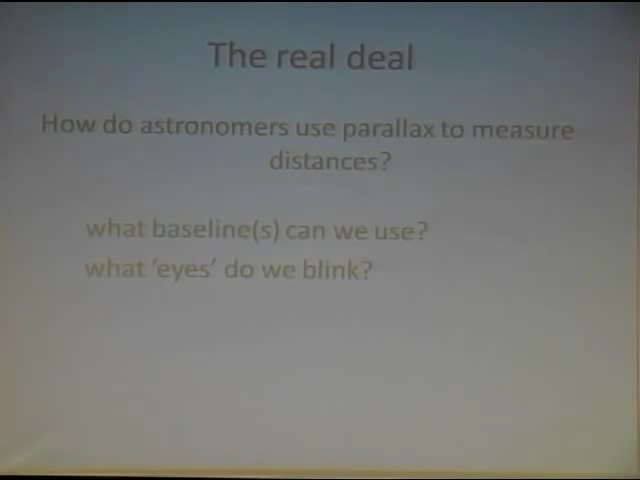 The real deal
How do astronomers use parallax to measure
distances?
what baseline(s) can we use?
what ‘eyes’ do we blink?